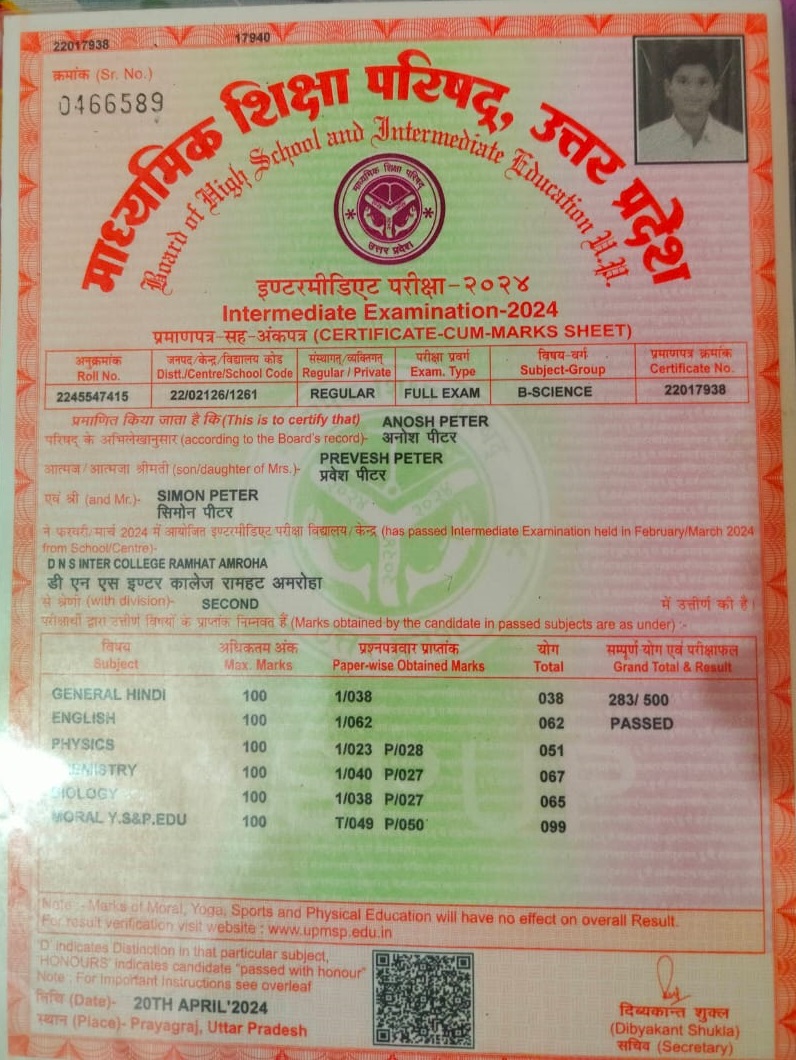 22017938 17940
क्रमांक (Sr. No.)
0466589
माध्यमिक शिक्षा परिषद्, उत्तर प्रदेश
Board of High School and Intermediate Education U.P.
माध्यमिक शिक्षा परिषद्
उत्तर प्रदेश
इण्टरमीडिएट परीक्षा-२०२४
Intermediate Examination-2024
प्रमाणपत्र-सह-अंकपत्र (CERTIFICATE-CUM-MARKS SHEET)
अनुक्रमांक जनपद/केन्द्र/विद्यालय कोड संस्थागत/व्यक्तिगत परीक्षा प्रवर्ग विषय-वर्ग प्रमाणपत्र क्रमांक
Roll No. Distt./Centre/School Code Regular / Private Exam. Type Subject-Group Certificate No.
2245547415 22/02126/1261 REGULAR FULL EXAM B-SCIENCE 22017938
प्रमाणित किया जाता है कि (This is to certify that) ANOSH PETER
परिषद् के अभिलेखानुसार (according to the Board's record)- अनोश पीटर
PREVESH PETER
आत्मज/आत्मजा श्रीमती (son/daughter of Mrs.)- प्रवेश पीटर
एवं श्री (and Mr.)- SIMON PETER
सिमोन पीटर
ने फरवरी/मार्च 2024 में आयोजित इण्टरमीडिएट परीक्षा विद्यालय/केन्द्र (has passed Intermediate Examination held in February/March 2024
from School/Centre)-
D N S INTER COLLEGE RAMHAT AMROHA
डी एन एस इण्टर कालेज रामहट अमरोहा
से श्रेणी (with division)- SECOND में उत्तीर्ण की है।
परीक्षार्थी द्वारा उत्तीर्ण विषयों के प्राप्तांक निम्नवत हैं (Marks obtained by the candidate in passed subjects are as under) :-
विषय अधिकतम अंक प्रश्नपत्रवार प्राप्तांक योग सम्पूर्ण योग एवं परीक्षाफल
Subject Max. Marks Paper-wise Obtained Marks Total Grand Total & Result
GENERAL HINDI 100 1/038 038 283/ 500
ENGLISH 100 1/062 062 PASSED
PHYSICS 100 1/023 P/028 051
CHEMISTRY 100 1/040 P/027 067
BIOLOGY 100 1/038 P/027 065
MORAL Y.S&P.EDU 100 T/049 P/050 099
Note :- Marks of Moral, Yoga, Sports and Physical Education will have no effect on overall Result.
For result verification visit website : www.upmsp.edu.in
'D' indicates Distinction in that particular subject,
'HONOURS' indicates candidate "passed with honour"
Note : For Important Instructions see overleaf
तिथि (Date)- 20TH APRIL'2024
स्थान (Place)- Prayagraj, Uttar Pradesh
दिब्यकान्त शुक्ल
(Dibyakant Shukla)
सचिव (Secretary)